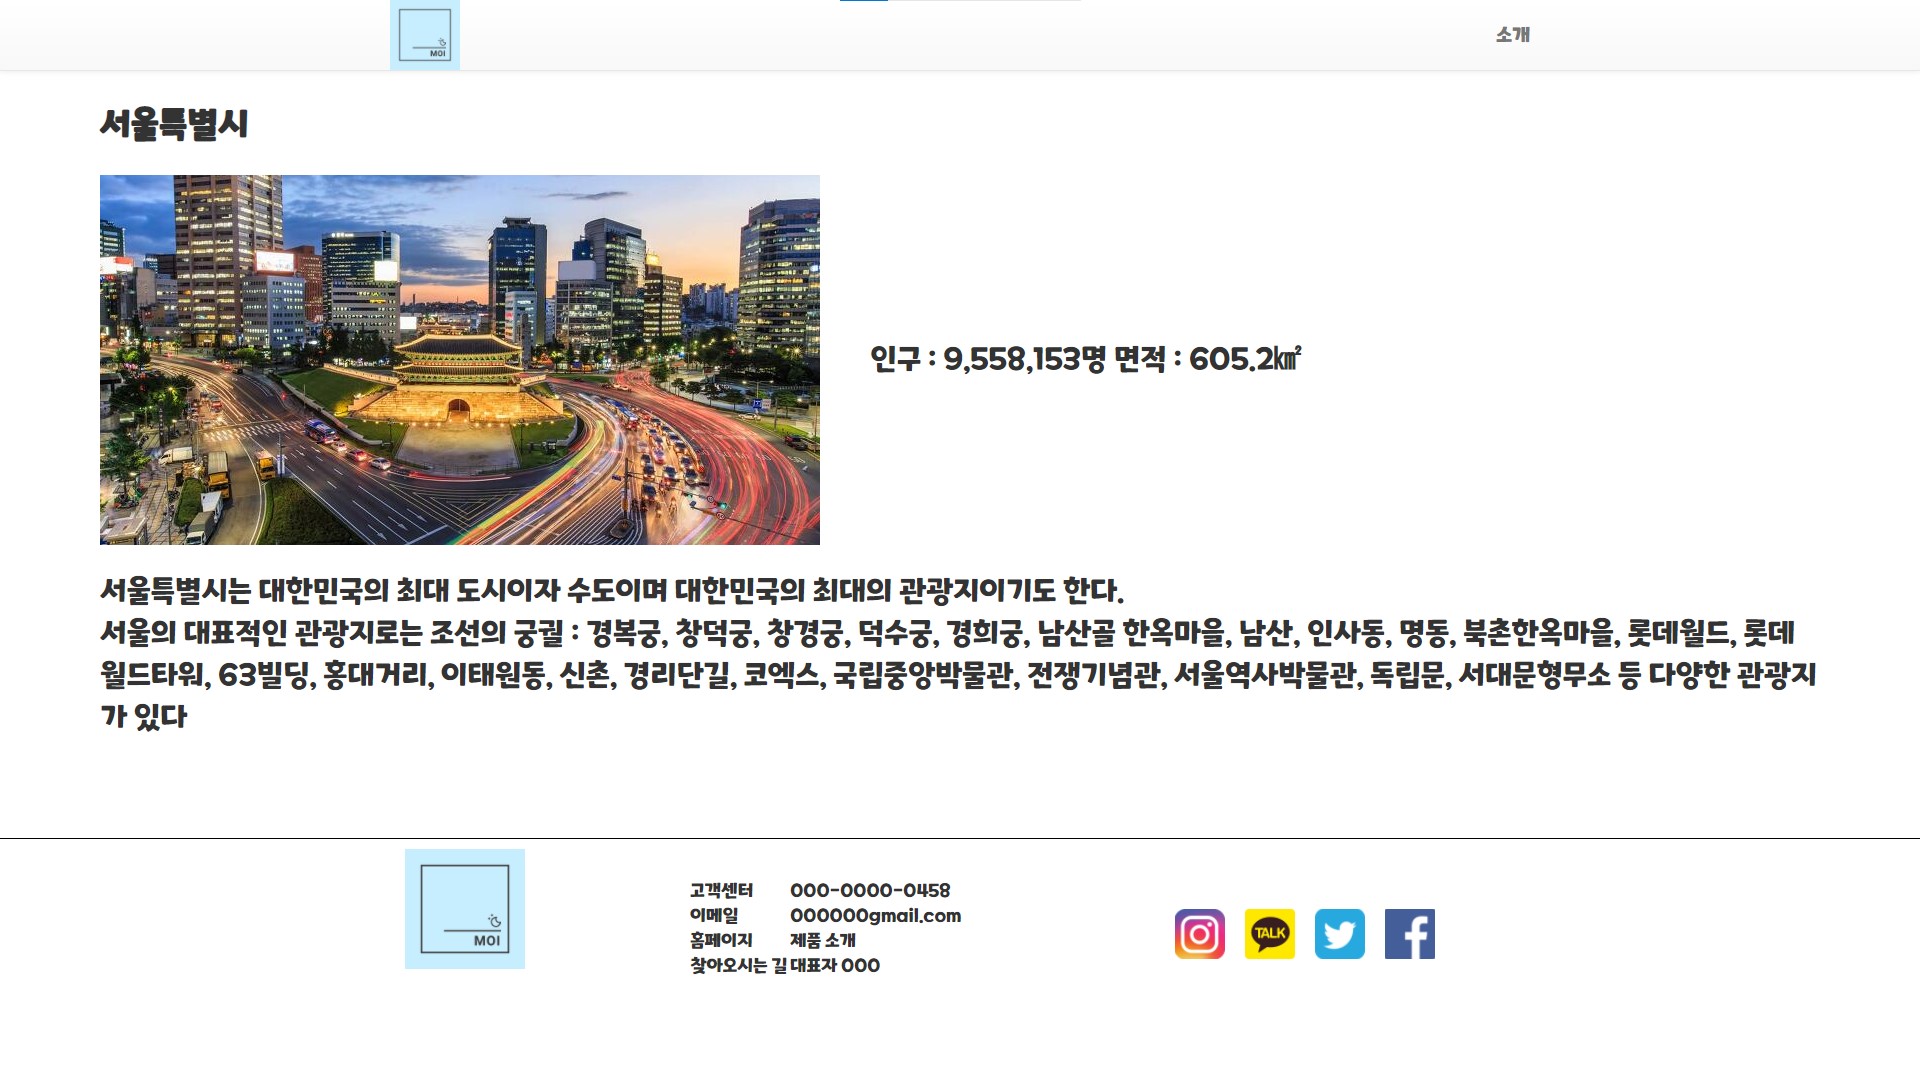 MOI
소개
서울특별시
인구 : 9,558,153명 면적 : 605.2㎢
서울특별시는 대한민국의 최대 도시이자 수도이며 대한민국의 최대의 관광지이기도 한다.
서울의 대표적인 관광지로는 조선의 궁궐 : 경복궁, 창덕궁, 창경궁, 덕수궁, 경희궁, 남산골 한옥마을, 남산, 인사동, 명동, 북촌한옥마을, 롯데월드, 롯데
월드타워, 63빌딩, 홍대거리, 이태원동, 신촌, 경리단길, 코엑스, 국립중앙박물관, 전쟁기념관, 서울역사박물관, 독립문, 서대문형무소 등 다양한 관광지
가 있다
MOI
고객센터 000-0000-0458
이메일 000000gmail.com
홈페이지 제품 소개
찾아오시는 길 대표자 000
TALK